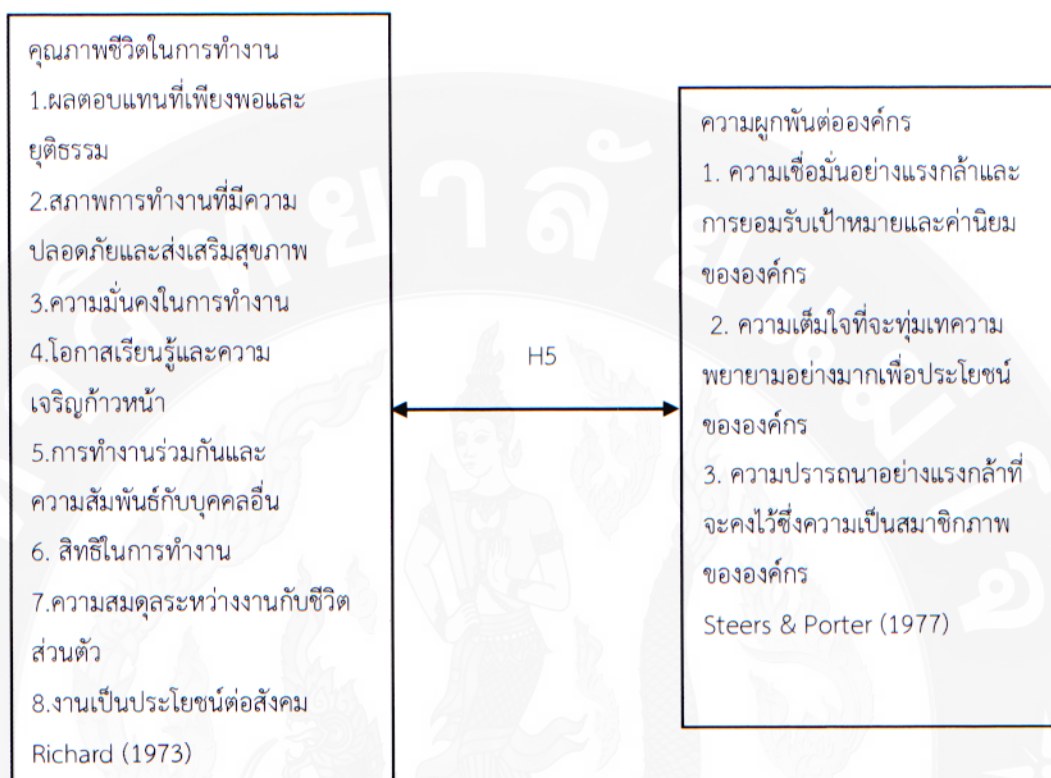 คุณภาพชีวิตในการทำงาน
1.ผลตอบแทนที่เพียงพอและ
ยุติธรรม
2.สภาพการทำงานที่มีความ
ปลอดภัยและส่งเสริมสุขภาพ
3.ความมั่นคงในการทำงาน
4.โอกาสเรียนรู้และความ
เจริญก้าวหน้า
5.การทำงานร่วมกันและ
ความสัมพันธ์กับบุคคลอื่น
6. สิทธิในการทำงาน
7.ความสมดุลระหว่างงานกับชีวิต
ส่วนตัว
8.งานเป็นประโยชน์ต่อสังคม
Richard (1973)
H5
ความผูกพันต่อองค์กร
1. ความเชื่อมั่นอย่างแรงกล้าและ
การยอมรับเป้าหมายและค่านิยม
ขององค์กร
2. ความเต็มใจที่จะทุ่มเทความ
พยายามอย่างมากเพื่อประโยชน์
ขององค์กร
3. ความปรารถนาอย่างแรงกล้าที่
จะคงไว้ซึ่งความเป็นสมาชิกภาพ
ขององค์กร
Steers & Porter (1977)